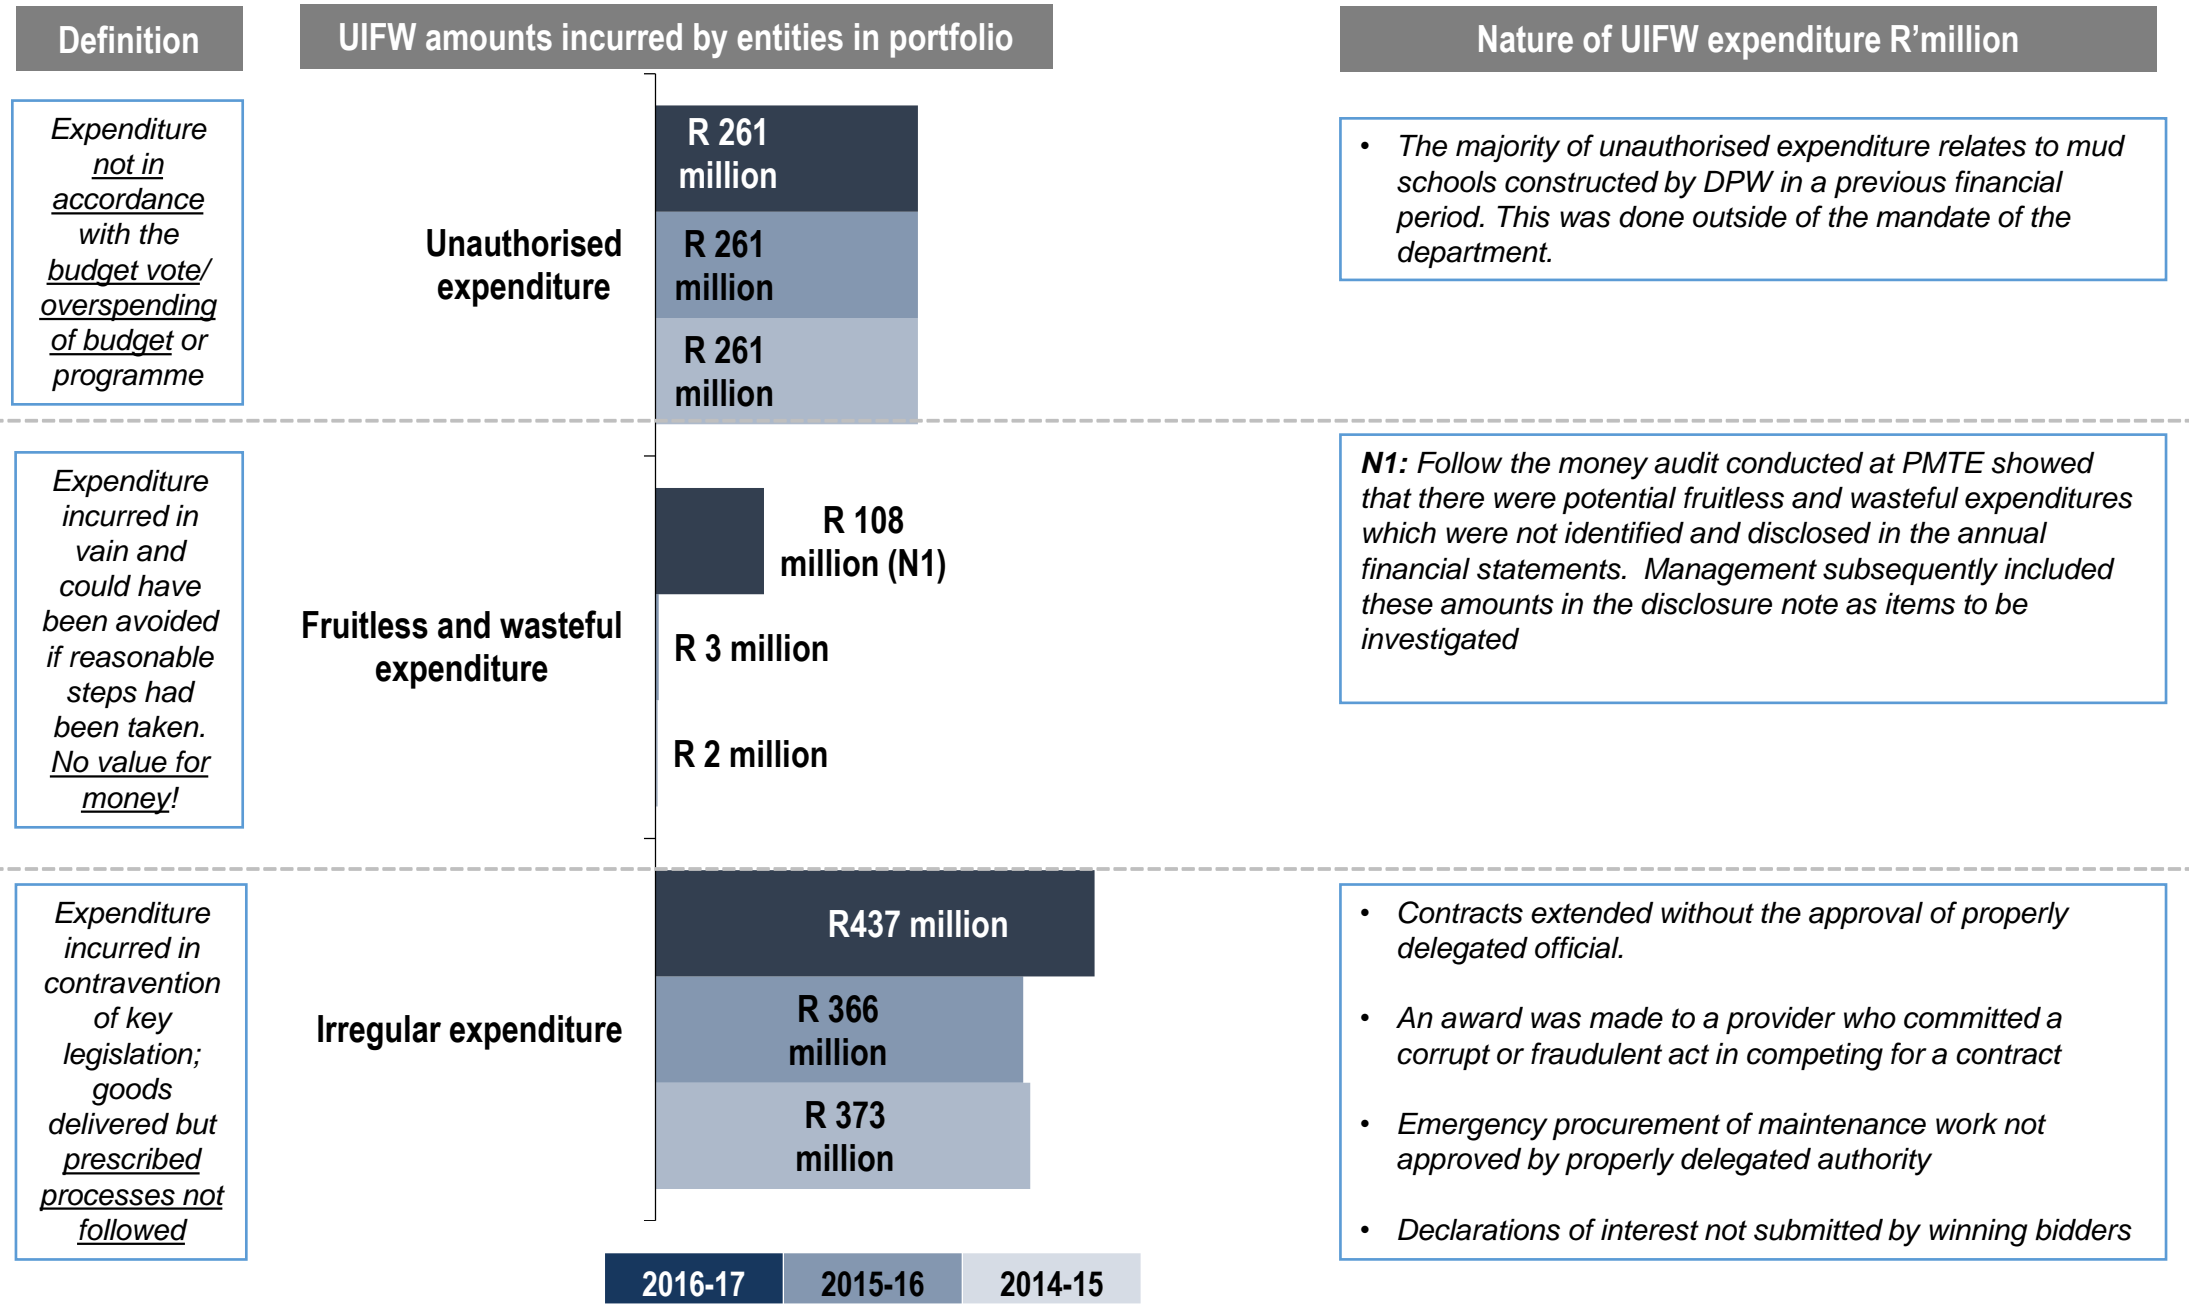 Definition
UIFW amounts incurred by entities in portfolio
Nature of UIFW expenditure R’million
Expenditure
not in
accordance
with the
budget vote/
overspending
of budget or
programme
Unauthorised
expenditure
R 261
million
R 261
million
R 261
million
• The majority of unauthorised expenditure relates to mud
schools constructed by DPW in a previous financial
period. This was done outside of the mandate of the
department.
Expenditure
incurred in
vain and
could have
been avoided
if reasonable
steps had
been taken.
No value for
money!
Fruitless and wasteful
expenditure
R 108
million (N1)
R 3 million
R 2 million
N1: Follow the money audit conducted at PMTE showed
that there were potential fruitless and wasteful expenditures
which were not identified and disclosed in the annual
financial statements.  Management subsequently included
these amounts in the disclosure note as items to be
investigated
Expenditure
incurred in
contravention
of key
legislation;
goods
delivered but
prescribed
processes not
followed
Irregular expenditure
R437 million
R 366
million
R 373
million
• Contracts extended without the approval of properly
delegated official.
• An award was made to a provider who committed a
corrupt or fraudulent act in competing for a contract
• Emergency procurement of maintenance work not
approved by properly delegated authority
• Declarations of interest not submitted by winning bidders
2016-17
2015-16
2014-15